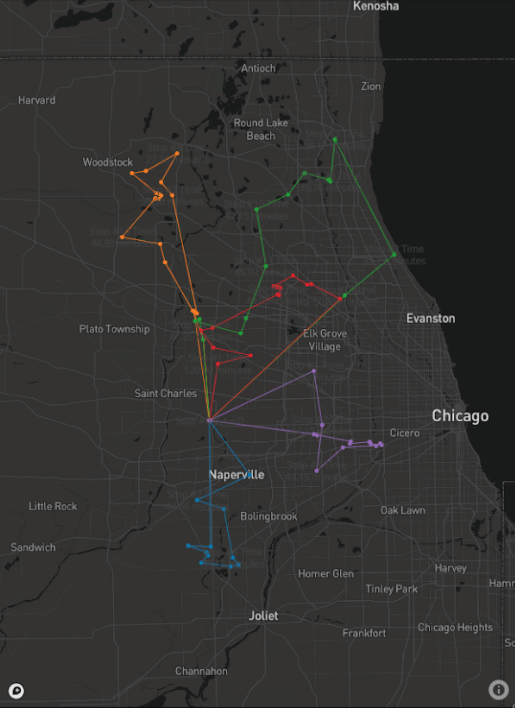 Kenosha
Antioch
Zion
Harvard
Round Lake
Beach
Woodstock
Time
Evanston
Plato Township
Elk Grove
Village
Saint Charles
Chicago
Cicero
Naperville
Little Rock
Bolingbrook
Oak Lawn
Sandwich
Homer Glen
Harvey
Tinley Park
Joliet
Chicago Heights
Frankfort
Channahon